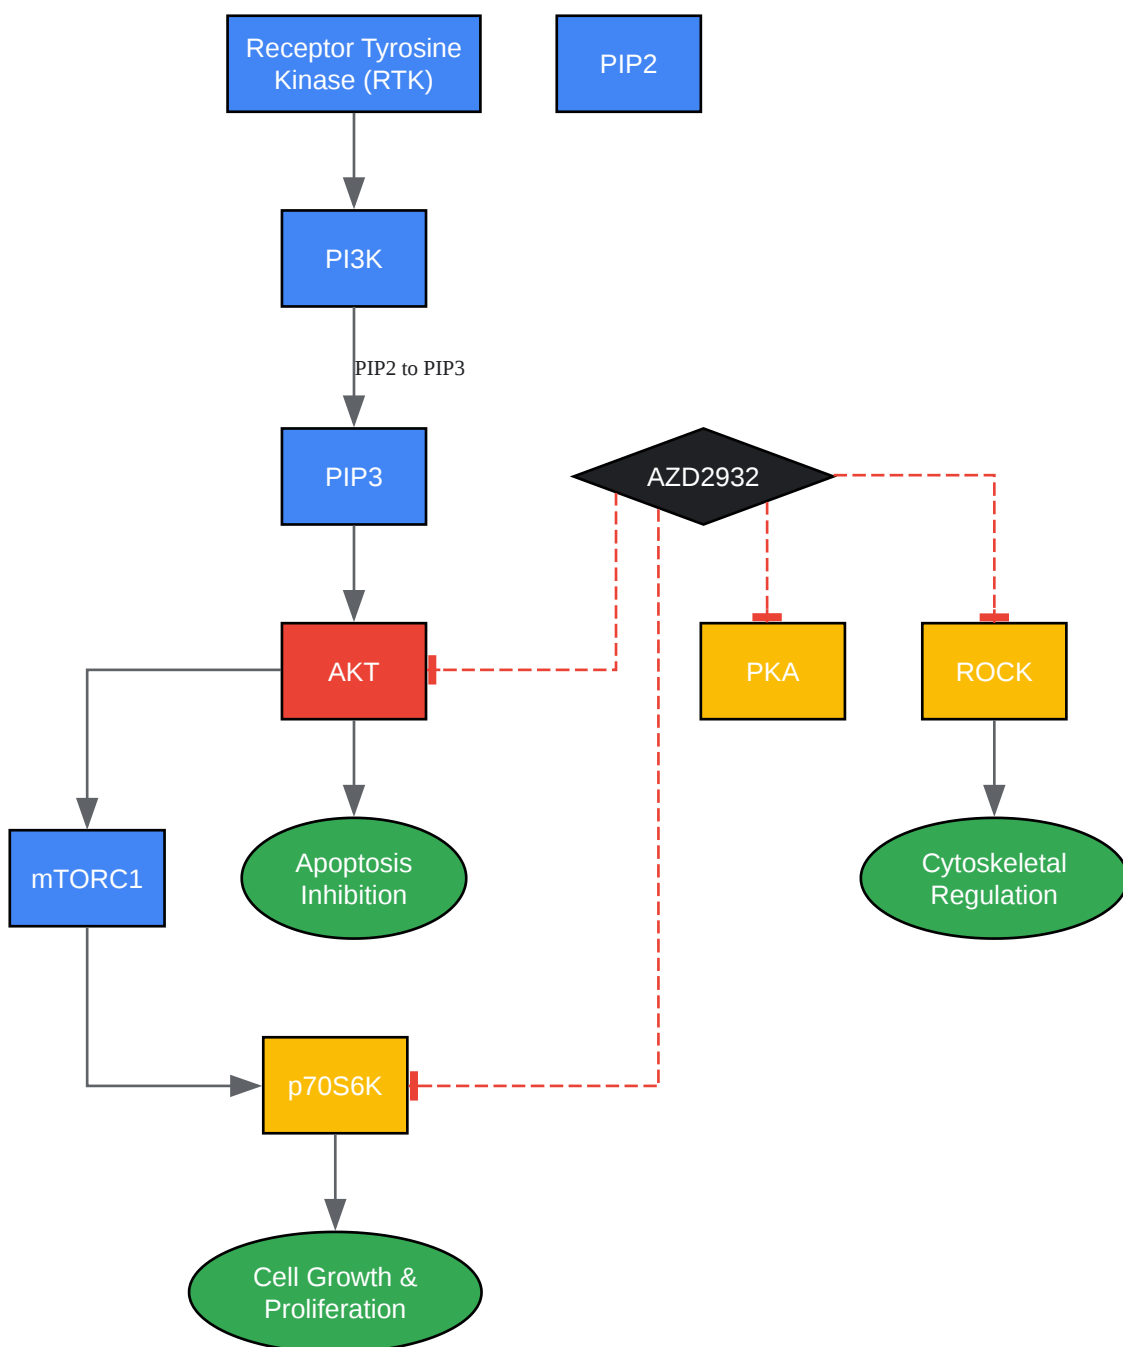 Receptor Tyrosine
Kinase (RTK)
PIP2
PI3K
PIP2 to PIP3
PIP3
AZD2932
AKT
PKA
ROCK
mTORC1
Apoptosis
Inhibition
Cytoskeletal
Regulation
p70S6K
Cell Growth &
Proliferation